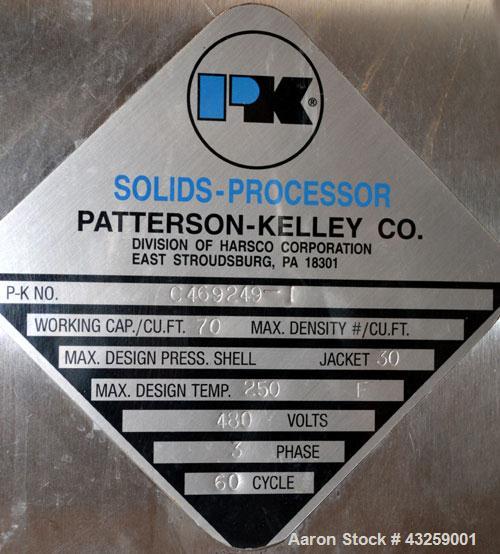 PK®
SOLIDS-PROCESSOR
PATTERSON-KELLEY CO.
DIVISION OF HARSCO CORPORATION
EAST STROUDSBURG, PA 18301
P-K NO. C469249-1
WORKING CAP./CU.FT. 70 MAX. DENSITY #/CU.FT.
MAX. DESIGN PRESS. SHELL JACKET 30
MAX. DESIGN TEMP. 250 F
480 VOLTS
3 PHASE
60 CYCLE
Aaron Stock # 43259001